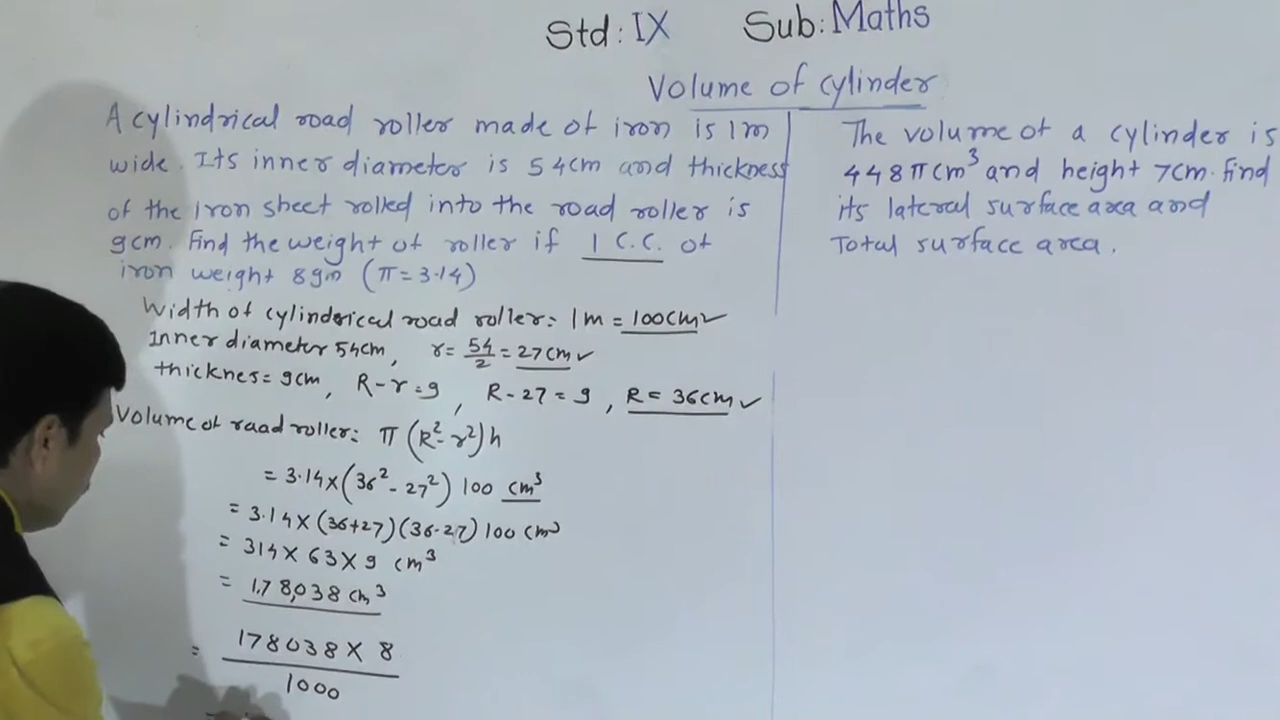 Std: IX Sub: Maths
Volume of cylinder
A cylindrical road roller made of iron is 1m
wide. Its inner diameter is 54cm and thickness
of the iron sheet rolled into the road roller is
9cm. Find the weight of roller if 1 C.C. of
iron weight 8gm (π=3.14)
Width of cylinderical road roller: 1m = 100cm✓
Inner diameter 54cm, r= 54/2 = 27cm✓
thicknes= 9cm, R-r=9, R-27=9, R= 36cm✓
Volume of raad roller: π(R²-r²)h
= 3.14×(36²-27²) 100 cm³
= 3.14×(36+27)(36-27) 100 cm³
= 314×63×9 cm³
= 1,78,038 cm³
= 178038×8
1000
The volume of a cylinder is
448πcm³ and height 7cm. find
its lateral surface area and
Total surface area.